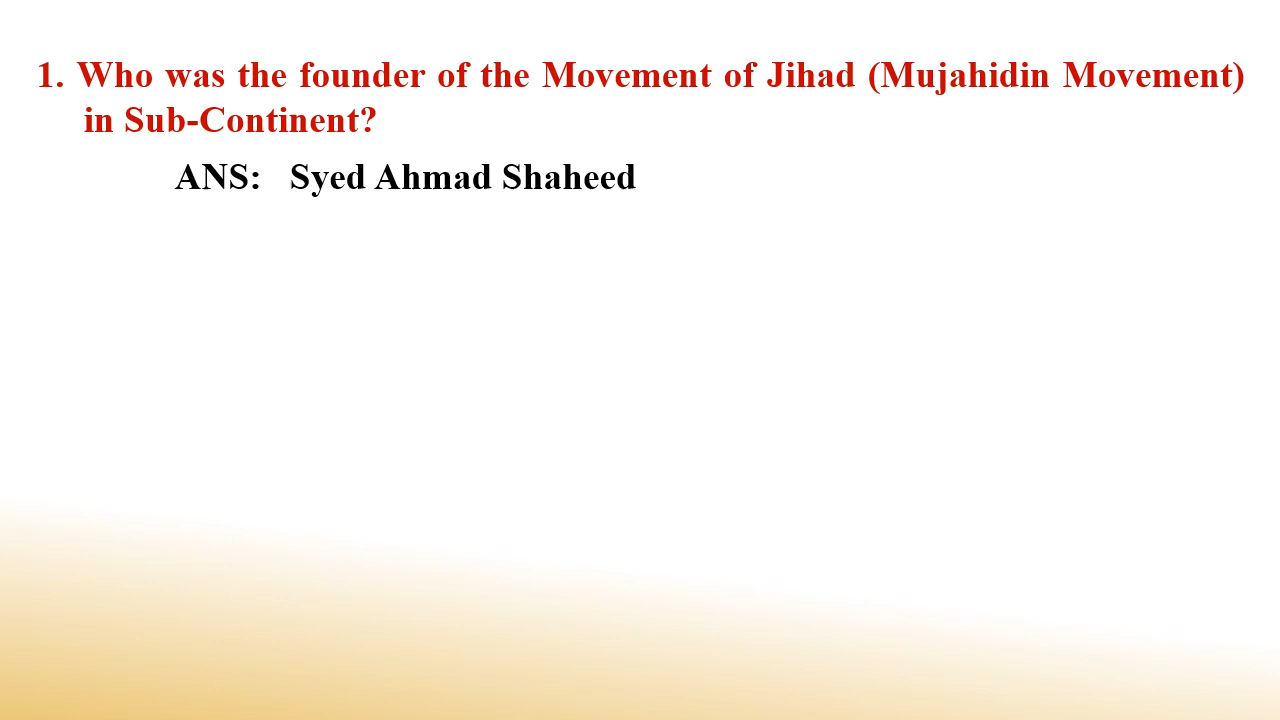 1. Who was the founder of the Movement of Jihad (Mujahidin Movement)
in Sub-Continent?
ANS: Syed Ahmad Shaheed